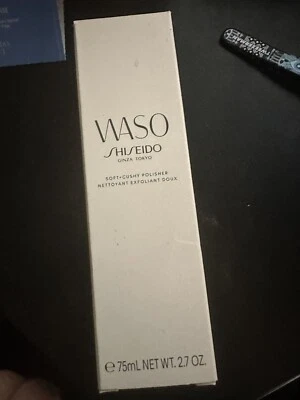 WASO
SHISEIDO
GINZA TOKYO
SOFT+CUSHY POLISHER
NETTOYANT EXFOLIANT DOUX
℮ 75mL NET WT. 2.7 OZ.